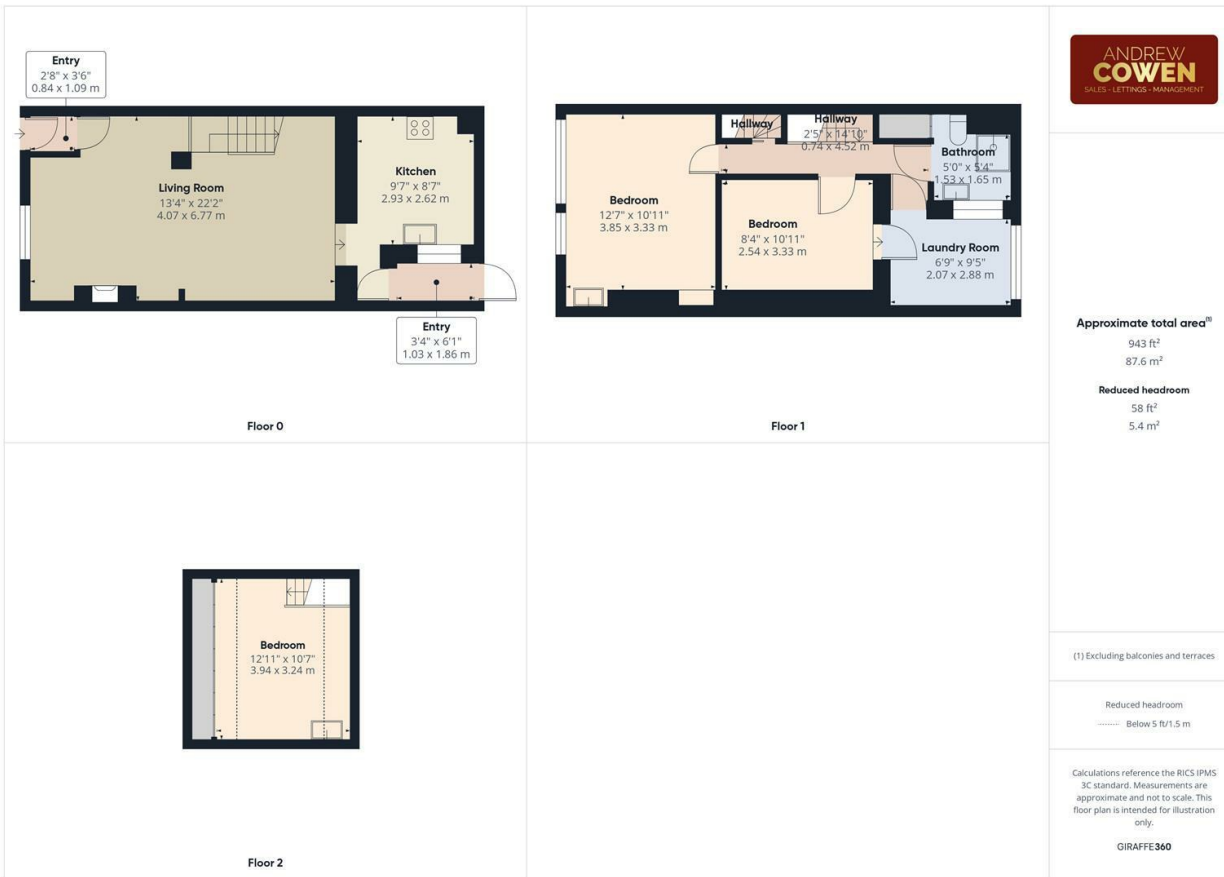 Entry
2'8" x 3'6"
0.84 x 1.09 m
Living Room
13'4" x 22'2"
4.07 x 6.77 m
Kitchen
9'7" x 8'7"
2.93 x 2.62 m
Entry
3'4" x 6'1"
1.03 x 1.86 m
Floor 0
Hallway
Hallway
2'5" x 14'10"
0.74 x 4.52 m
Bathroom
5'0" x 5'4"
1.53 x 1.65 m
Bedroom
12'7" x 10'11"
3.85 x 3.33 m
Bedroom
8'4" x 10'11"
2.54 x 3.33 m
Laundry Room
6'9" x 9'5"
2.07 x 2.88 m
Floor 1
Bedroom
12'11" x 10'7"
3.94 x 3.24 m
Floor 2
ANDREW
COWEN
SALES - LETTINGS - MANAGEMENT
Approximate total area(1)
943 ft²
87.6 m²
Reduced headroom
58 ft²
5.4 m²
(1) Excluding balconies and terraces
Reduced headroom
Below 5 ft/1.5 m
Calculations reference the RICS IPMS
3C standard. Measurements are
approximate and not to scale. This
floor plan is intended for illustration
only.
GIRAFFE360